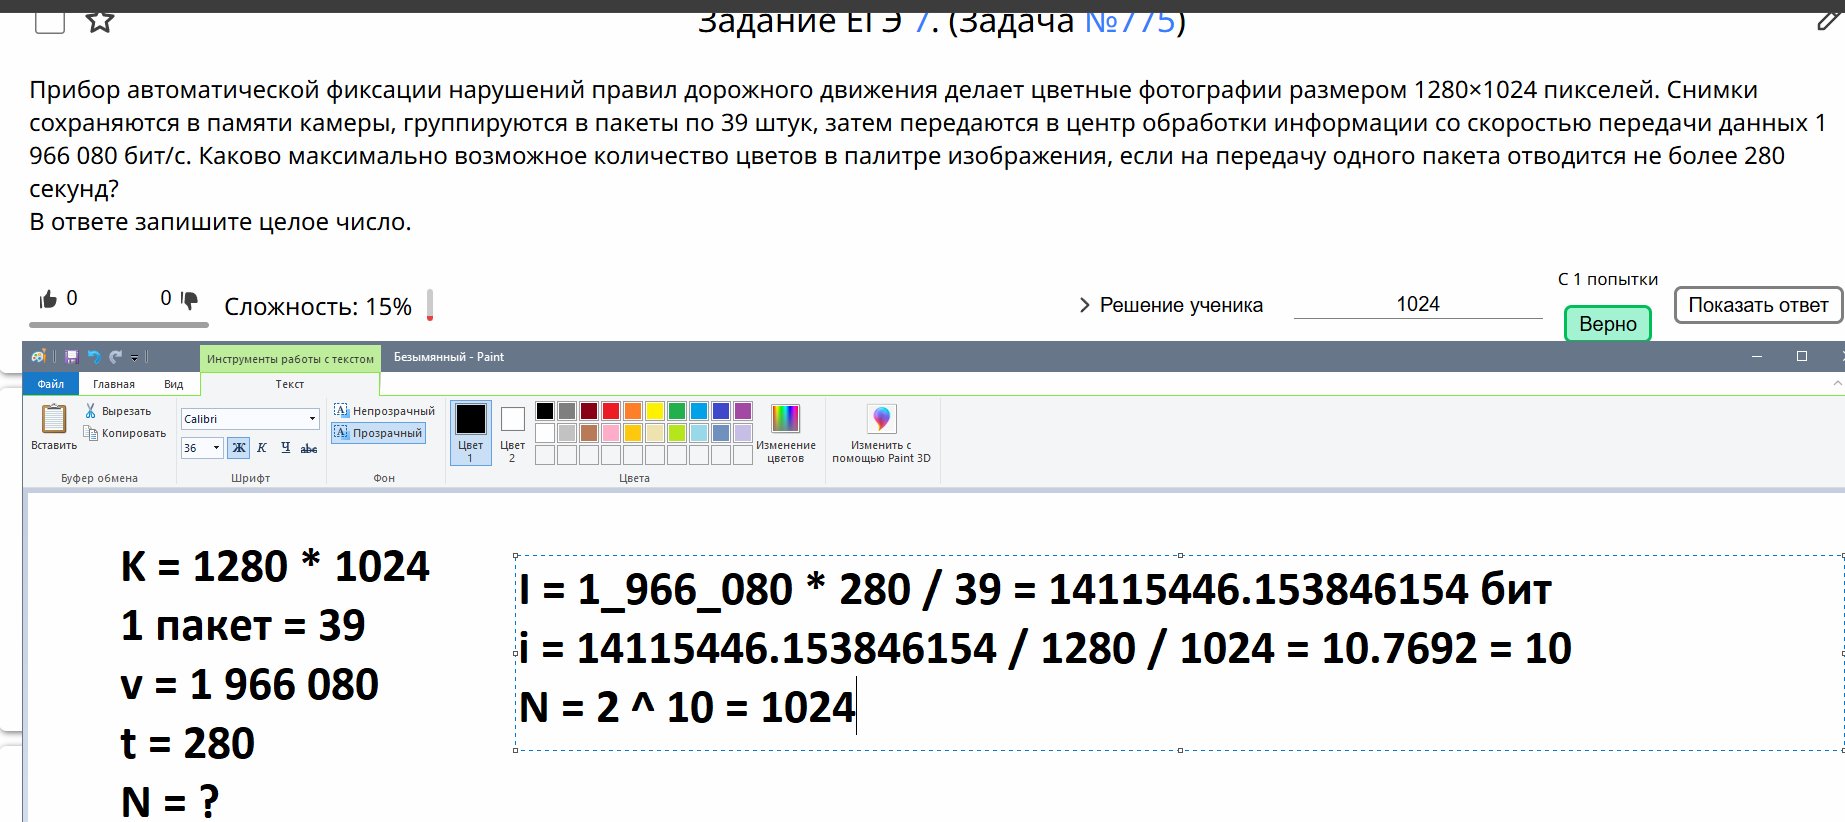 Задание ЕГЭ 7. (Задача №775)
Прибор автоматической фиксации нарушений правил дорожного движения делает цветные фотографии размером 1280×1024 пикселей. Снимки
сохраняются в памяти камеры, группируются в пакеты по 39 штук, затем передаются в центр обработки информации со скоростью передачи данных 1
966 080 бит/с. Каково максимально возможное количество цветов в палитре изображения, если на передачу одного пакета отводится не более 280
секунд?
В ответе запишите целое число.
С 1 попытки
0 0 Сложность: 15% Решение ученика 1024 Верно Показать ответ
Инструменты работы с текстом Безымянный - Paint
Файл Главная Вид Текст
Вставить Вырезать Копировать
Calibri
36 Ж К Ч abc
Непрозрачный
Прозрачный
Цвет 1
Цвет 2
Изменение цветов
Изменить с помощью Paint 3D
Буфер обмена Шрифт Фон Цвета
K = 1280 * 1024
1 пакет = 39
v = 1 966 080
t = 280
N = ?
I = 1_966_080 * 280 / 39 = 14115446.153846154 бит
i = 14115446.153846154 / 1280 / 1024 = 10.7692 = 10
N = 2 ^ 10 = 1024